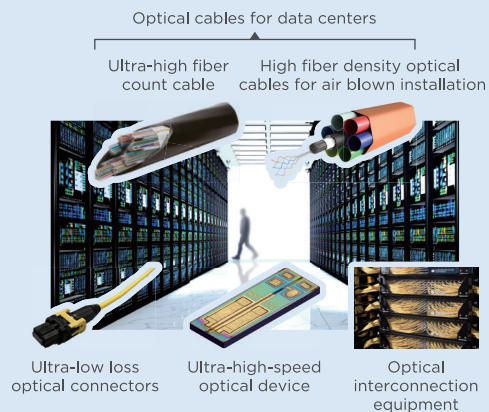 Optical cables for data centers
Ultra-high fiber
count cable
High fiber density optical
cables for air blown installation
Ultra-low loss
optical connectors
Ultra-high-speed
optical device
Optical
interconnection
equipment